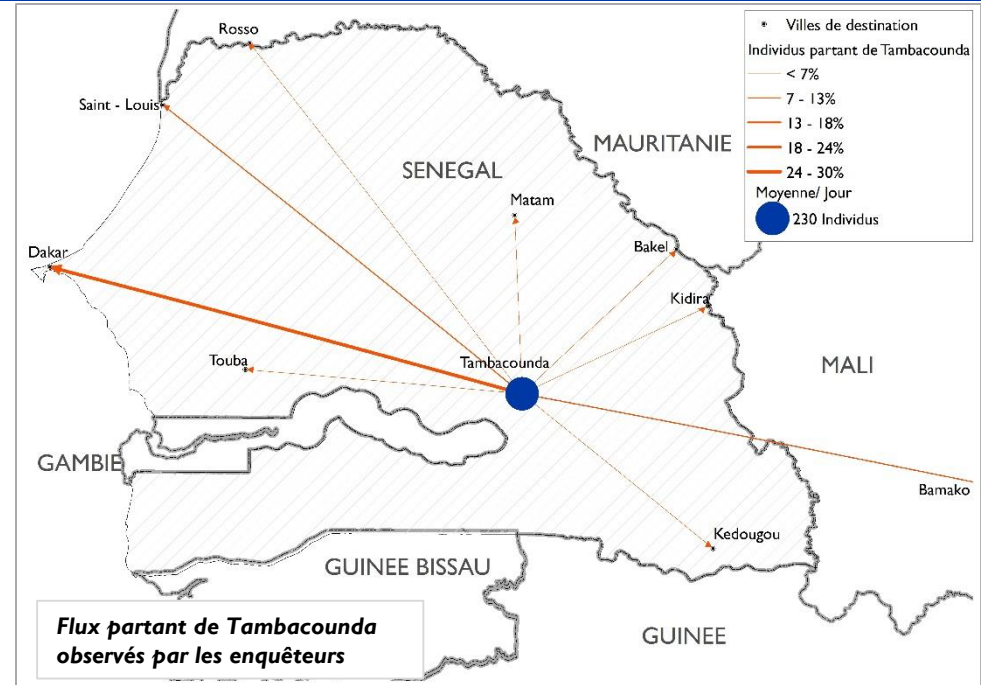 Rosso
Saint - Louis
SENEGAL
MAURITANIE
Matam
Bakel
Dakar
Kidira
Touba
Tambacounda
MALI
GAMBIE
Bamako
Kedougou
GUINEE BISSAU
GUINEE
Villes de destination
Individus partant de Tambacounda
< 7%
7 - 13%
13 - 18%
18 - 24%
24 - 30%
Moyenne/ Jour
230 Individus
Flux partant de Tambacounda
observés par les enquêteurs